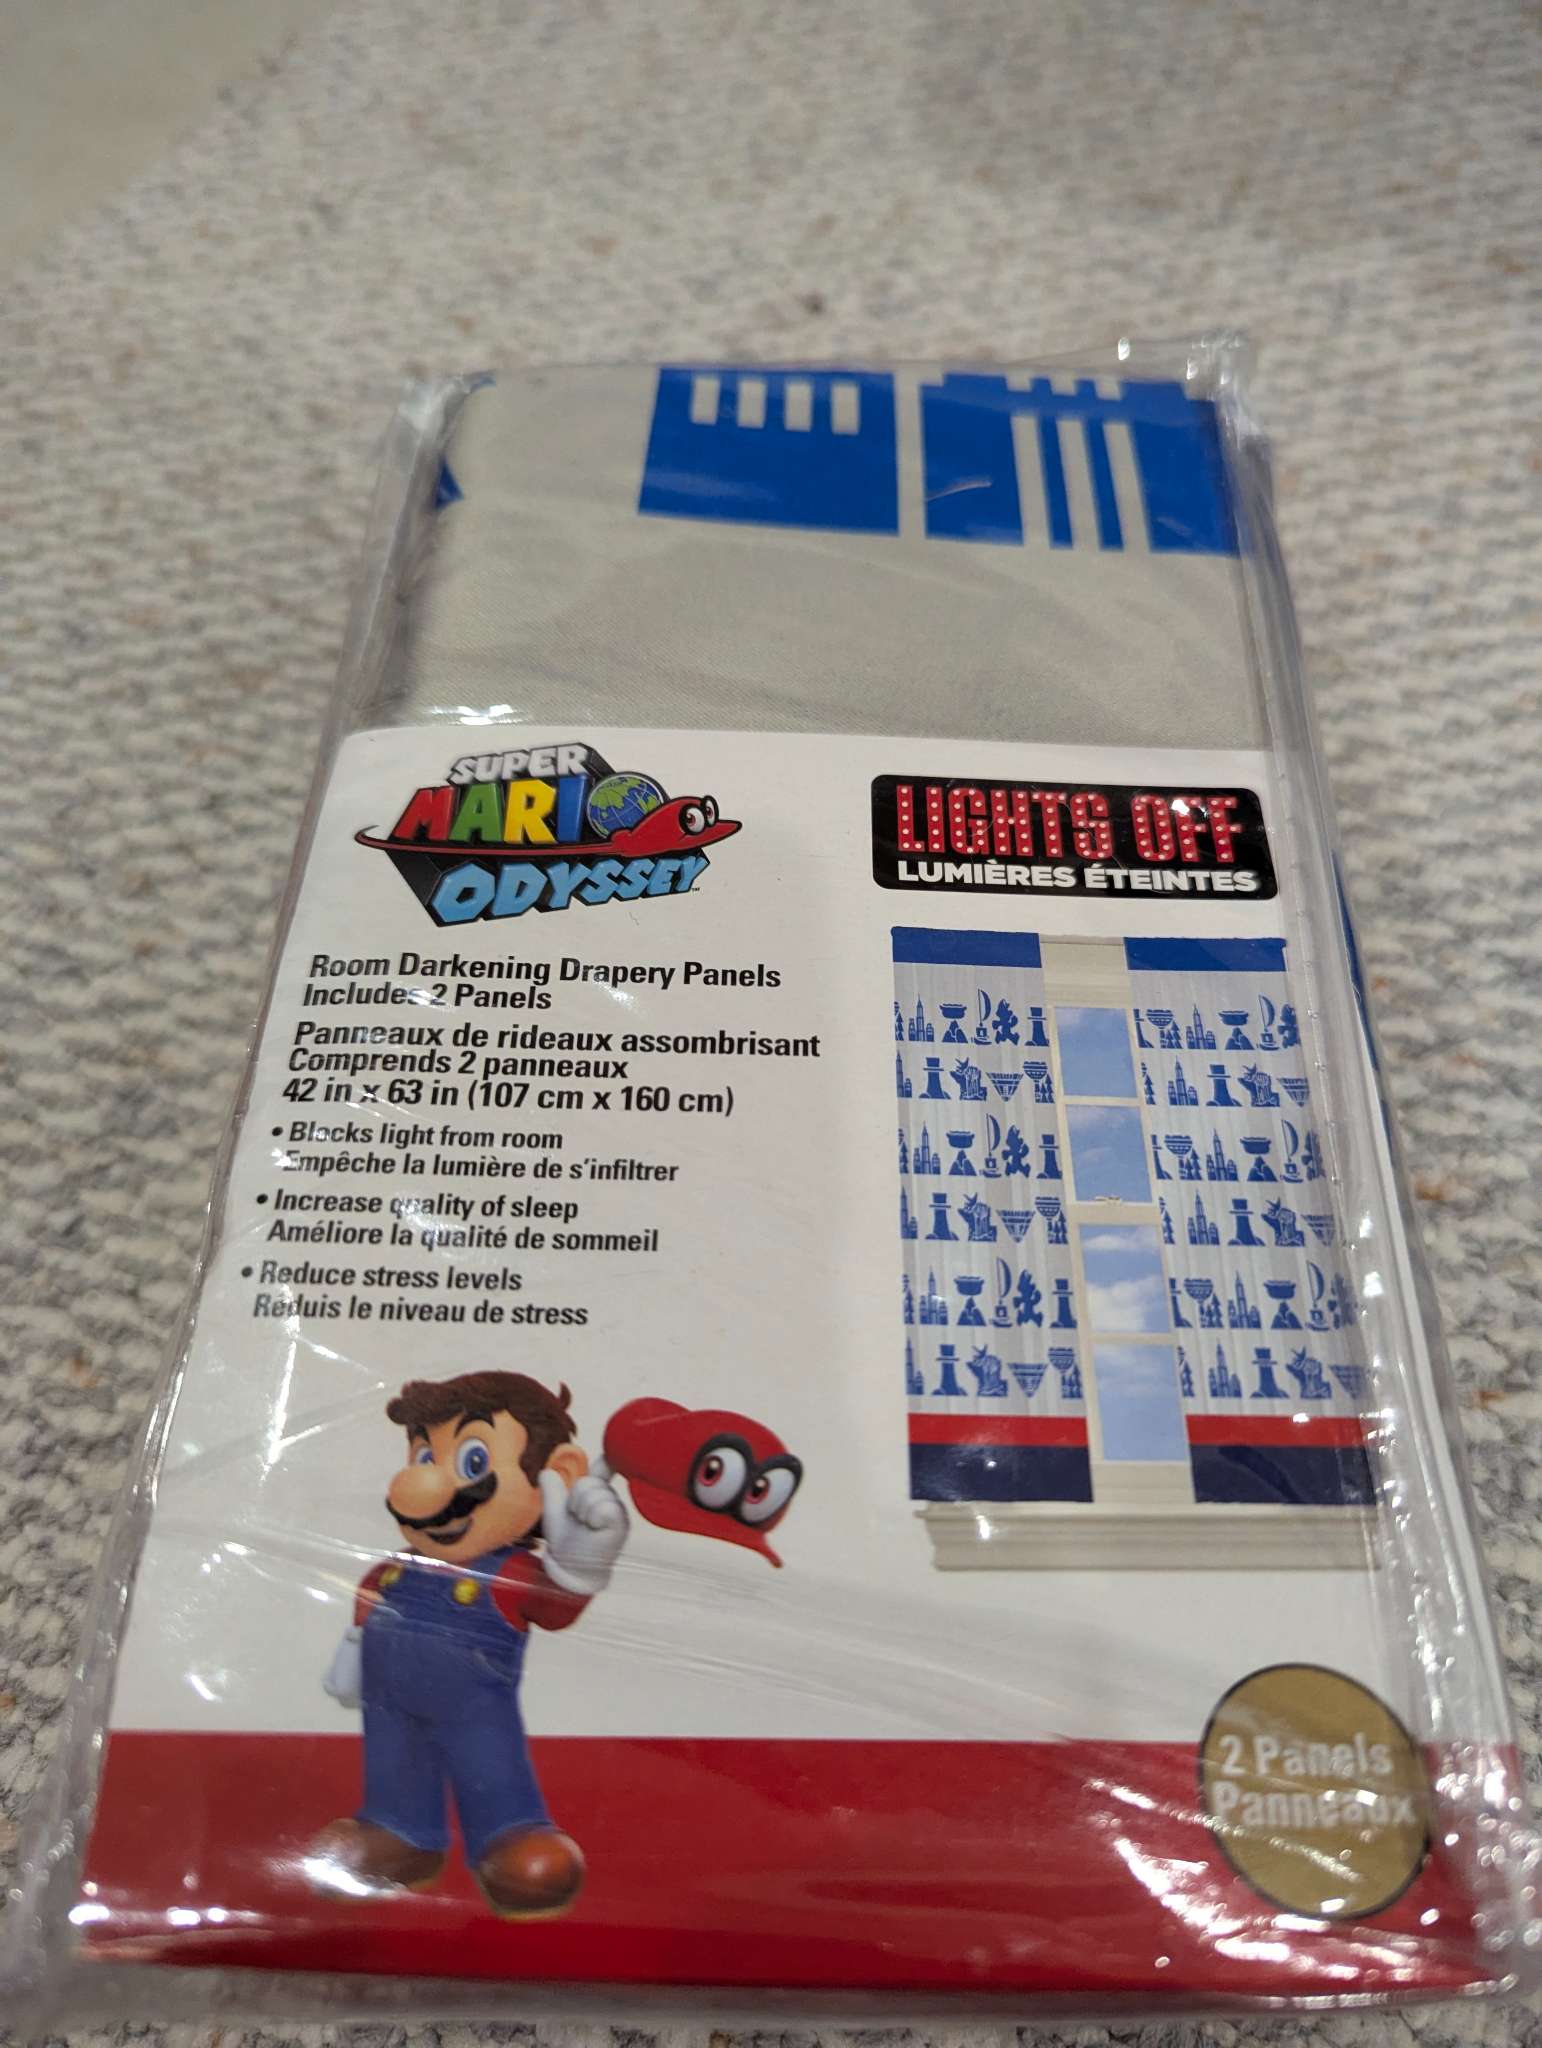 SUPER
MARIO
ODYSSEY™
LIGHTS OFF
LUMIÈRES ÉTEINTES
Room Darkening Drapery Panels
Includes 2 Panels
Panneaux de rideaux assombrisant
Comprends 2 panneaux
42 in x 63 in (107 cm x 160 cm)
• Blocks light from room
Empêche la lumière de s'infiltrer
• Increase quality of sleep
Améliore la qualité de sommeil
• Reduce stress levels
Réduis le niveau de stress
2 Panels
Panneaux